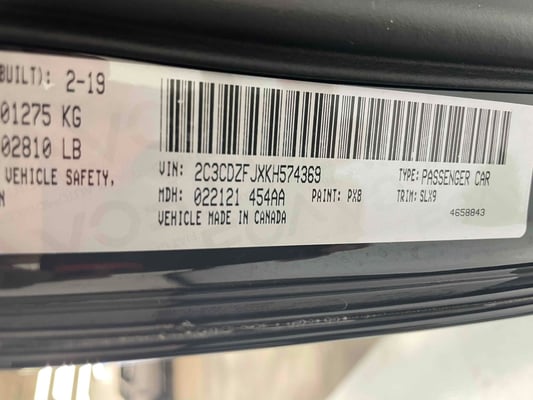 BUILT): 2-19
01275 KG
02810 LB
VEHICLE SAFETY,
N
VIN: 2C3CDZFJXKH574369 TYPE: PASSENGER CAR
MDH: 022121 454AA PAINT: PX8 TRIM: SLX9
VEHICLE MADE IN CANADA 4658843